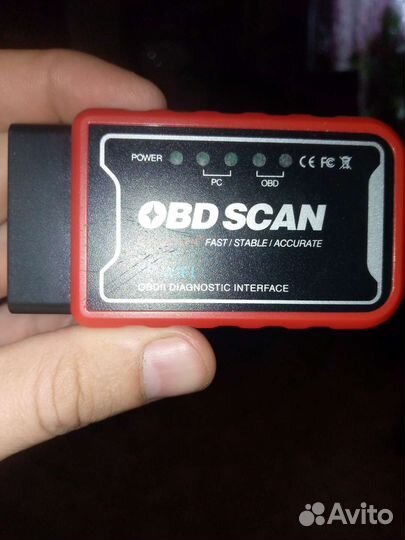 POWER
PC
OBD
CE FC
OBD SCAN
FAST / STABLE / ACCURATE
OBDII DIAGNOSTIC INTERFACE
Avito